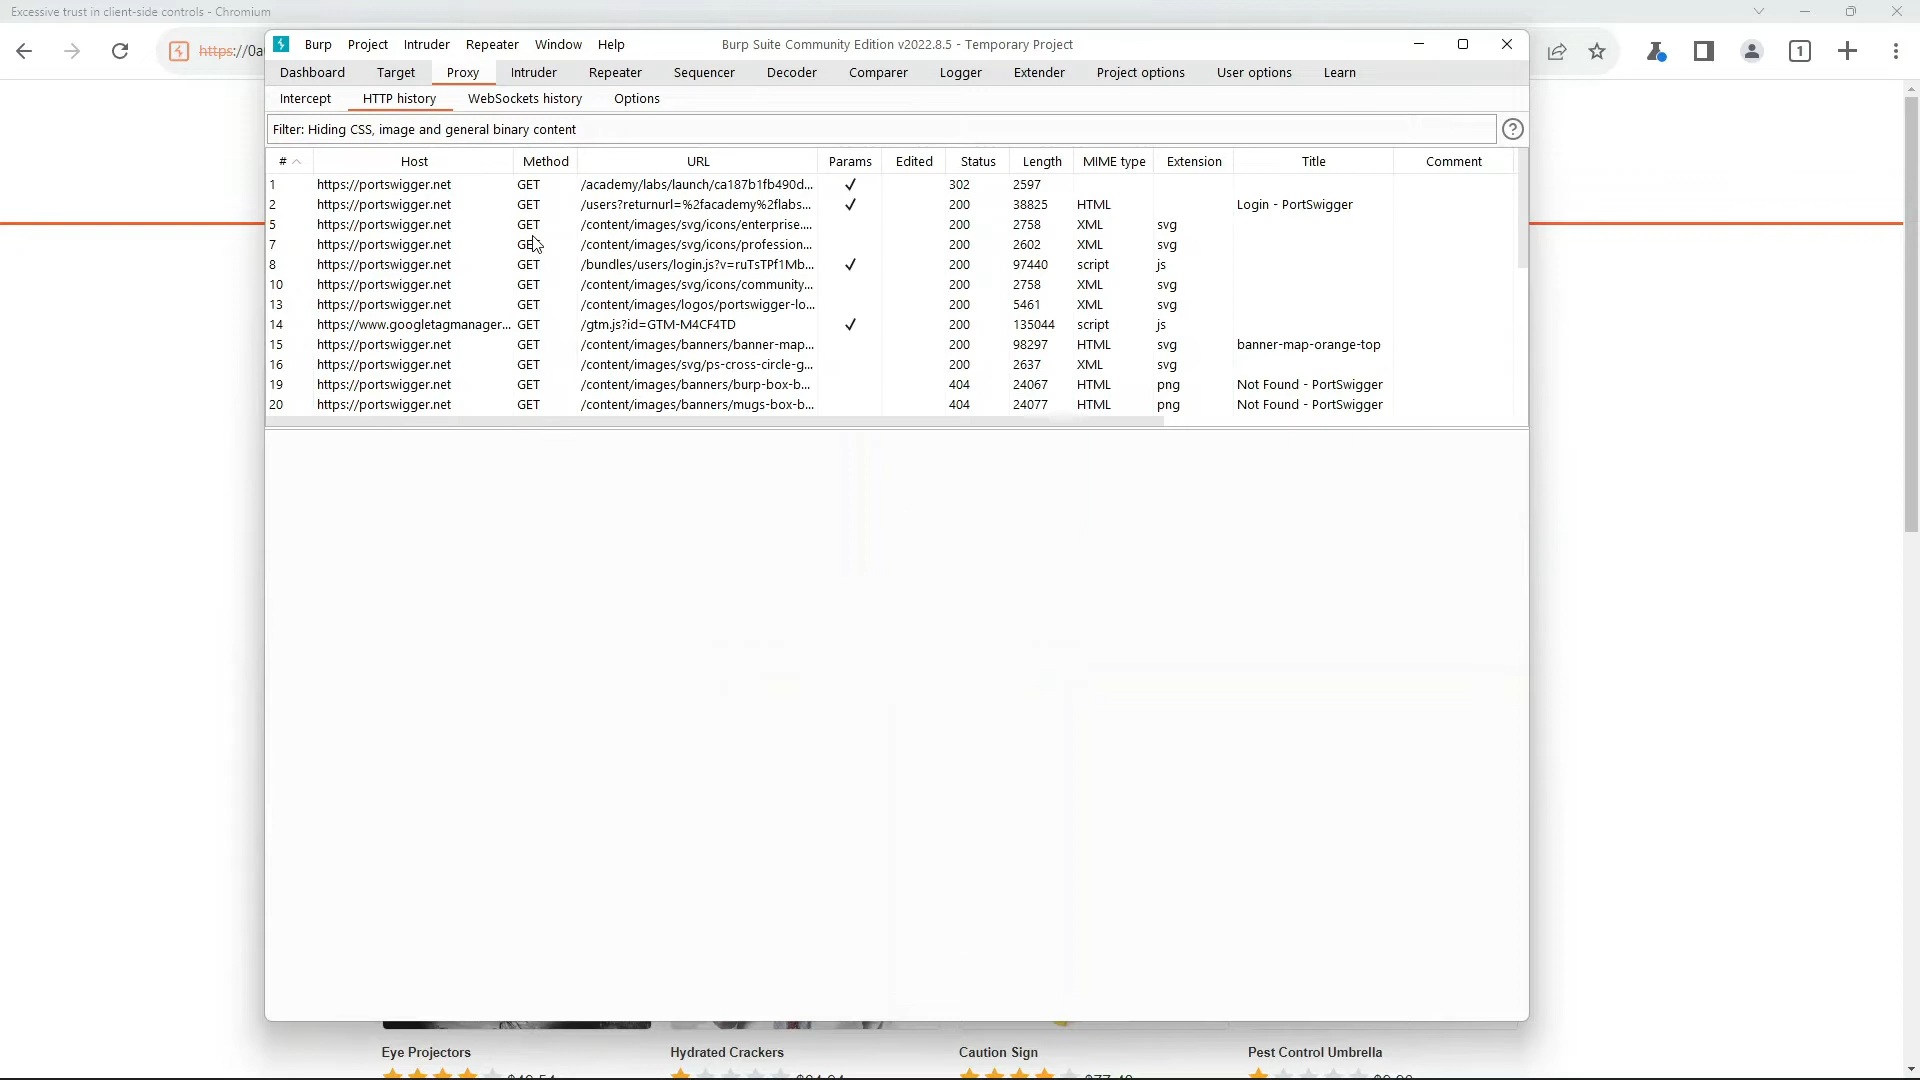 Excessive trust in client-side controls - Chromium
https://0a
1
Burp Project Intruder Repeater Window Help
Burp Suite Community Edition v2022.8.5 - Temporary Project
Dashboard Target Proxy Intruder Repeater Sequencer Decoder Comparer Logger Extender Project options User options Learn
Intercept HTTP history WebSockets history Options
Filter: Hiding CSS, image and general binary content
?
# Host Method URL Params Edited Status Length MIME type Extension Title Comment
1 https://portswigger.net GET /academy/labs/launch/ca187b1fb490d... ✓ 302 2597
2 https://portswigger.net GET /users?returnurl=%2facademy%2flabs... ✓ 200 38825 HTML Login - PortSwigger
5 https://portswigger.net GET /content/images/svg/icons/enterprise.... 200 2758 XML svg
7 https://portswigger.net GET /content/images/svg/icons/profession... 200 2602 XML svg
8 https://portswigger.net GET /bundles/users/login.js?v=ruTsTPf1Mb... ✓ 200 97440 script js
10 https://portswigger.net GET /content/images/svg/icons/community... 200 2758 XML svg
13 https://portswigger.net GET /content/images/logos/portswigger-lo... 200 5461 XML svg
14 https://www.googletagmanager... GET /gtm.js?id=GTM-M4CF4TD ✓ 200 135044 script js
15 https://portswigger.net GET /content/images/banners/banner-map... 200 98297 HTML svg banner-map-orange-top
16 https://portswigger.net GET /content/images/svg/ps-cross-circle-g... 200 2637 XML svg
19 https://portswigger.net GET /content/images/banners/burp-box-b... 404 24067 HTML png Not Found - PortSwigger
20 https://portswigger.net GET /content/images/banners/mugs-box-b... 404 24077 HTML png Not Found - PortSwigger
Eye Projectors Hydrated Crackers Caution Sign Pest Control Umbrella